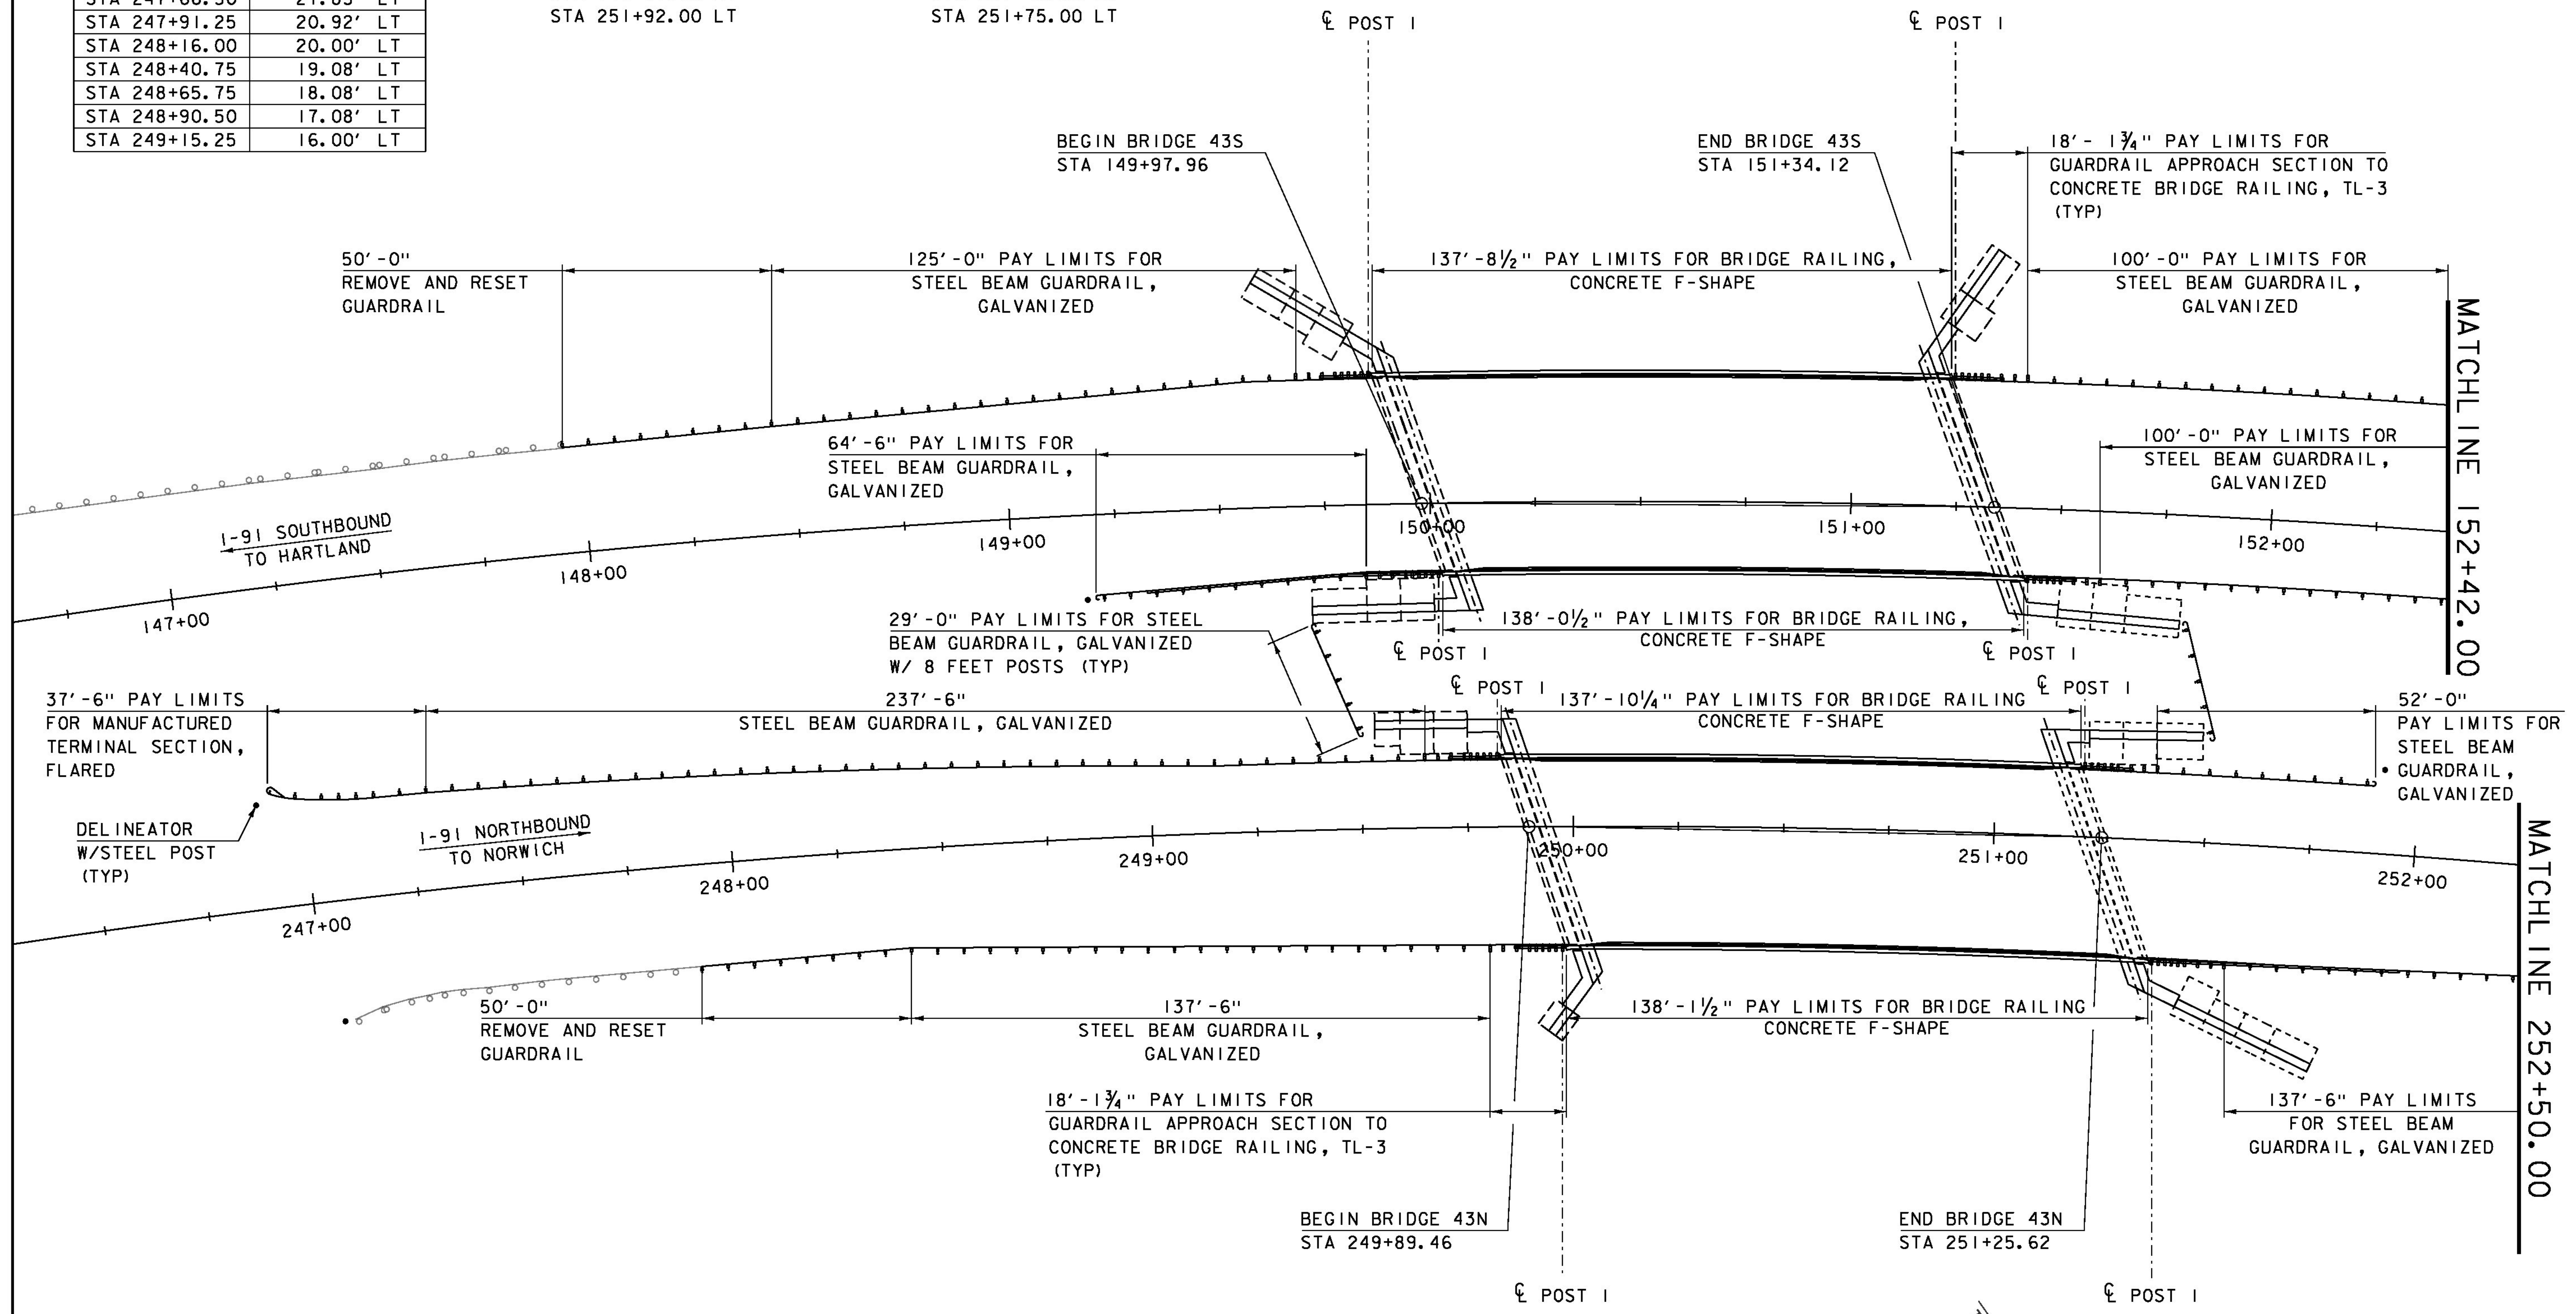 STA 247+91.25 20.92' LT
STA 248+16.00 20.00' LT
STA 248+40.75 19.08' LT
STA 248+65.75 18.08' LT
STA 248+90.50 17.08' LT
STA 249+15.25 16.00' LT
STA 251+92.00 LT
STA 251+75.00 LT
℄ POST 1
℄ POST 1
BEGIN BRIDGE 43S
STA 149+97.96
END BRIDGE 43S
STA 151+34.12
18'- 1¾" PAY LIMITS FOR
GUARDRAIL APPROACH SECTION TO
CONCRETE BRIDGE RAILING, TL-3
(TYP)
50'-0"
REMOVE AND RESET
GUARDRAIL
125'-0" PAY LIMITS FOR
STEEL BEAM GUARDRAIL,
GALVANIZED
137'-8½" PAY LIMITS FOR BRIDGE RAILING,
CONCRETE F-SHAPE
100'-0" PAY LIMITS FOR
STEEL BEAM GUARDRAIL,
GALVANIZED
MATCHLINE 152+42.00
64'-6" PAY LIMITS FOR
STEEL BEAM GUARDRAIL,
GALVANIZED
100'-0" PAY LIMITS FOR
STEEL BEAM GUARDRAIL,
GALVANIZED
I-91 SOUTHBOUND
TO HARTLAND
147+00
148+00
149+00
150+00
151+00
152+00
29'-0" PAY LIMITS FOR STEEL
BEAM GUARDRAIL, GALVANIZED
W/ 8 FEET POSTS (TYP)
138'-0½" PAY LIMITS FOR BRIDGE RAILING,
CONCRETE F-SHAPE
℄ POST 1
℄ POST 1
℄ POST 1
℄ POST 1
37'-6" PAY LIMITS
FOR MANUFACTURED
TERMINAL SECTION,
FLARED
237'-6"
STEEL BEAM GUARDRAIL, GALVANIZED
137'-10¼" PAY LIMITS FOR BRIDGE RAILING
CONCRETE F-SHAPE
52'-0"
PAY LIMITS FOR
STEEL BEAM
GUARDRAIL,
GALVANIZED
DELINEATOR
W/STEEL POST
(TYP)
I-91 NORTHBOUND
TO NORWICH
247+00
248+00
249+00
250+00
251+00
252+00
MATCHLINE 252+50.00
50'-0"
REMOVE AND RESET
GUARDRAIL
137'-6"
STEEL BEAM GUARDRAIL,
GALVANIZED
138'-1½" PAY LIMITS FOR BRIDGE RAILING
CONCRETE F-SHAPE
18'-1¾" PAY LIMITS FOR
GUARDRAIL APPROACH SECTION TO
CONCRETE BRIDGE RAILING, TL-3
(TYP)
137'-6" PAY LIMITS
FOR STEEL BEAM
GUARDRAIL, GALVANIZED
BEGIN BRIDGE 43N
STA 249+89.46
END BRIDGE 43N
STA 251+25.62
℄ POST 1
℄ POST 1